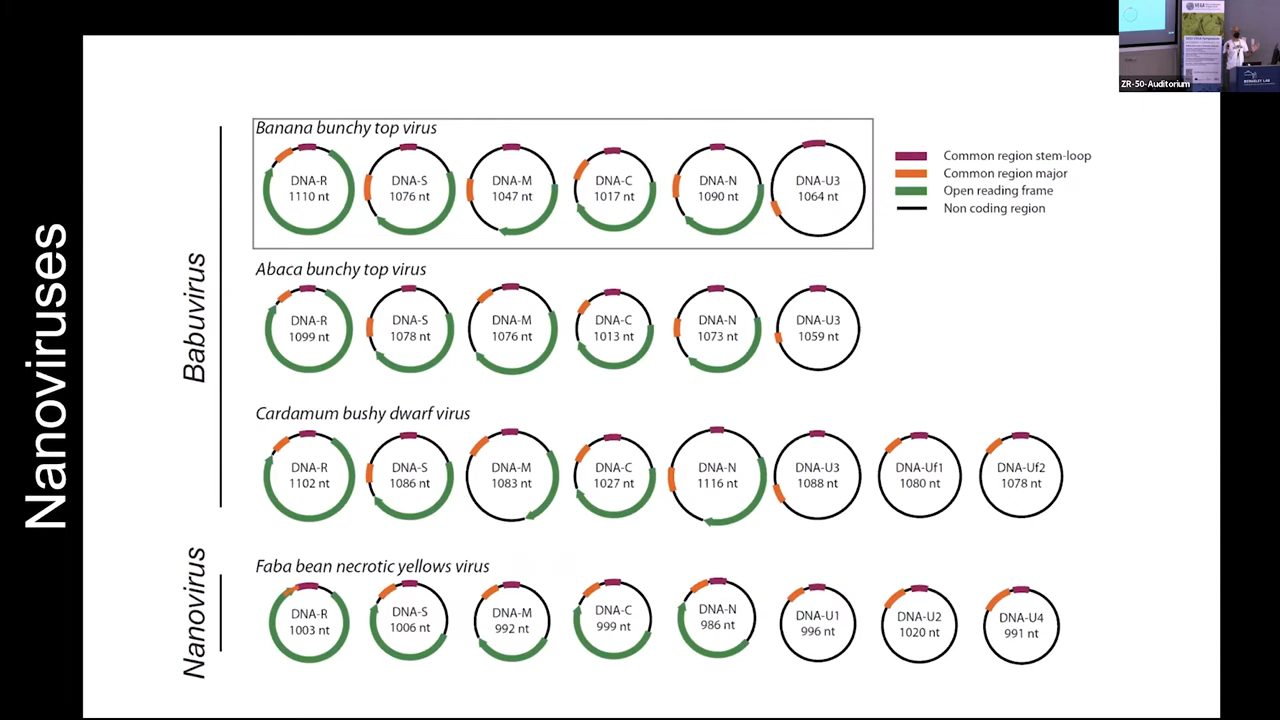 Nanoviruses
Babuvirus
Banana bunchy top virus
DNA-R
1110 nt
DNA-S
1076 nt
DNA-M
1047 nt
DNA-C
1017 nt
DNA-N
1090 nt
DNA-U3
1064 nt
Common region stem-loop
Common region major
Open reading frame
Non coding region
Abaca bunchy top virus
DNA-R
1099 nt
DNA-S
1078 nt
DNA-M
1076 nt
DNA-C
1013 nt
DNA-N
1073 nt
DNA-U3
1059 nt
Cardamum bushy dwarf virus
DNA-R
1102 nt
DNA-S
1086 nt
DNA-M
1083 nt
DNA-C
1027 nt
DNA-N
1116 nt
DNA-U3
1088 nt
DNA-Uf1
1080 nt
DNA-Uf2
1078 nt
Nanovirus
Faba bean necrotic yellows virus
DNA-R
1003 nt
DNA-S
1006 nt
DNA-M
992 nt
DNA-C
999 nt
DNA-N
986 nt
DNA-U1
996 nt
DNA-U2
1020 nt
DNA-U4
991 nt
ZR-50-Auditorium
BERKELEY LAB